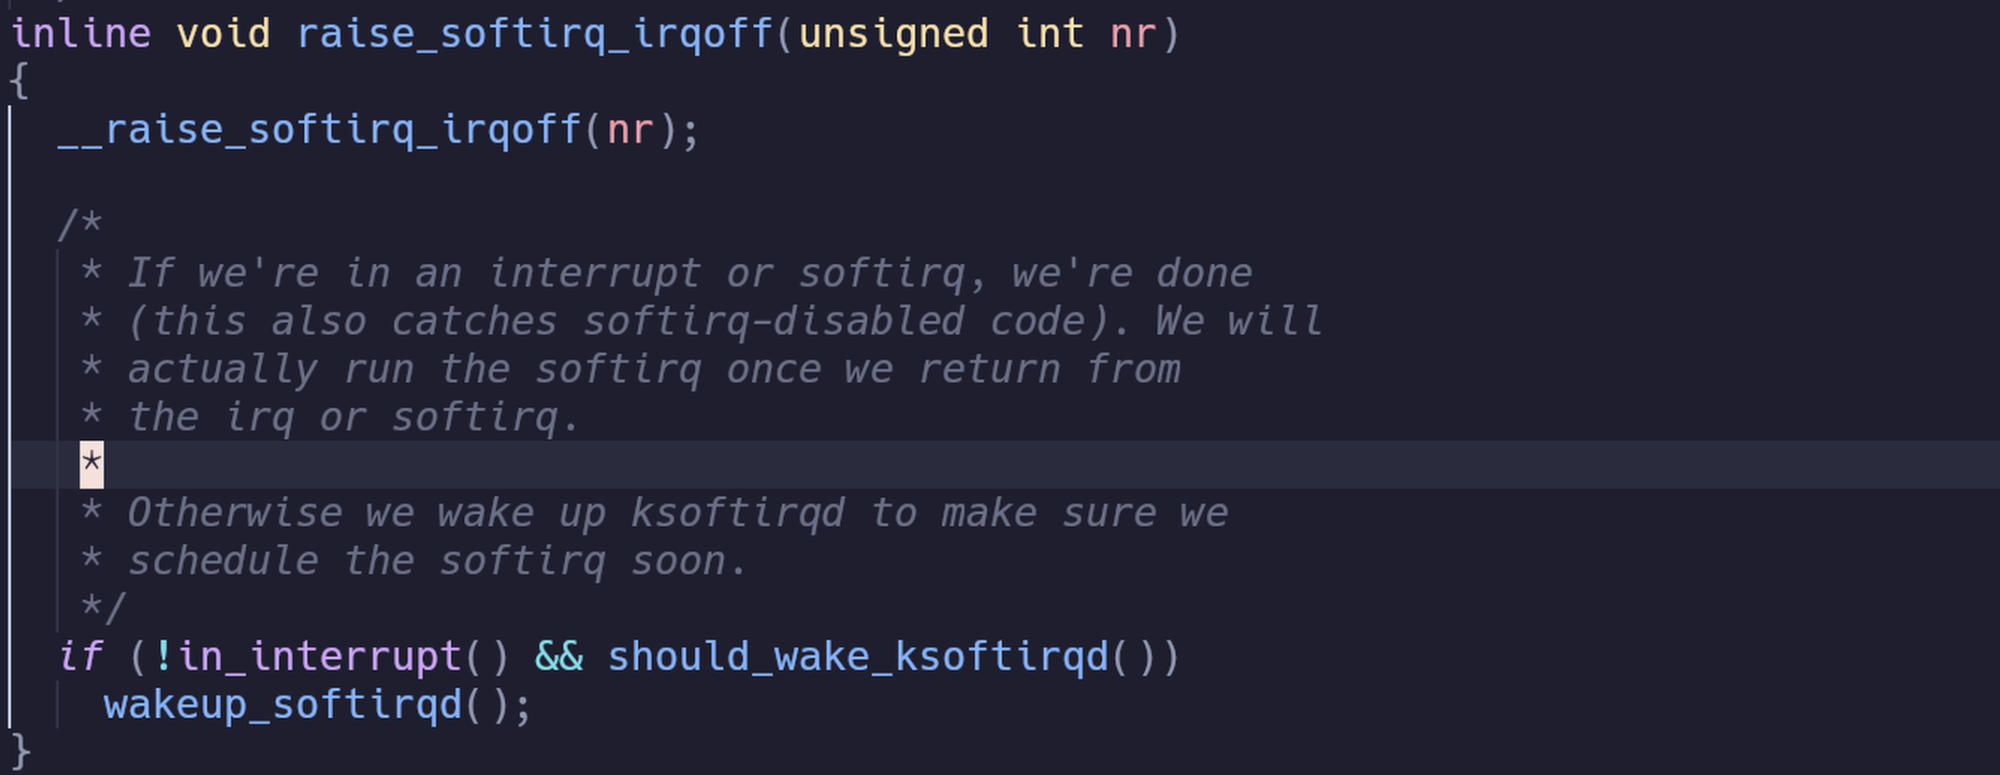 inline void raise_softirq_irqoff(unsigned int nr)
{
  __raise_softirq_irqoff(nr);

  /*
   * If we're in an interrupt or softirq, we're done
   * (this also catches softirq-disabled code). We will
   * actually run the softirq once we return from
   * the irq or softirq.
   *
   * Otherwise we wake up ksoftirqd to make sure we
   * schedule the softirq soon.
   */
  if (!in_interrupt() && should_wake_ksoftirqd())
    wakeup_softirqd();
}